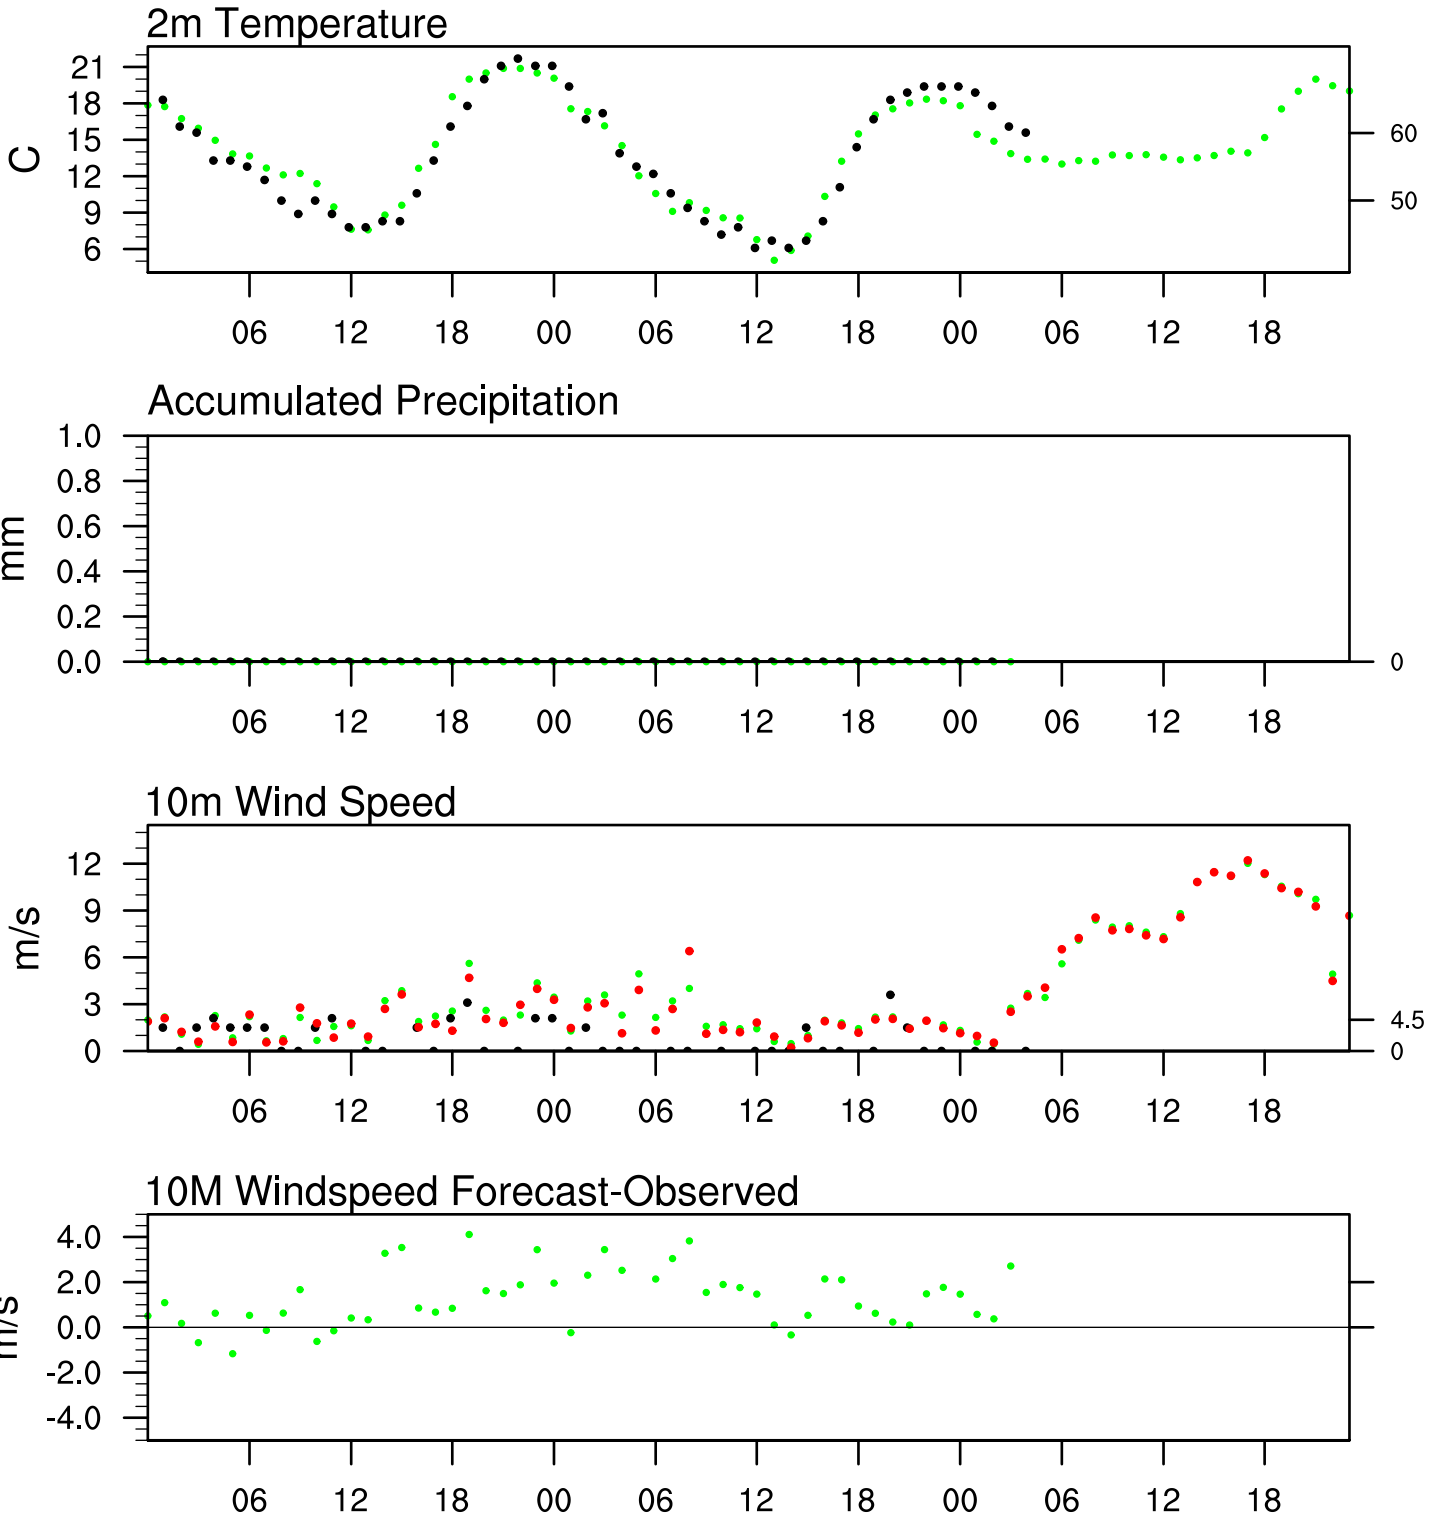 2m Temperature
21
18
15
12
9
6
C
60
50
06 12 18 00 06 12 18 00 06 12 18
Accumulated Precipitation
1.0
0.8
0.6
0.4
0.2
0.0
mm
0
06 12 18 00 06 12 18 00 06 12 18
10m Wind Speed
12
9
6
3
0
m/s
4.5
0
06 12 18 00 06 12 18 00 06 12 18
10M Windspeed Forecast-Observed
4.0
2.0
0.0
-2.0
-4.0
m/s
06 12 18 00 06 12 18 00 06 12 18